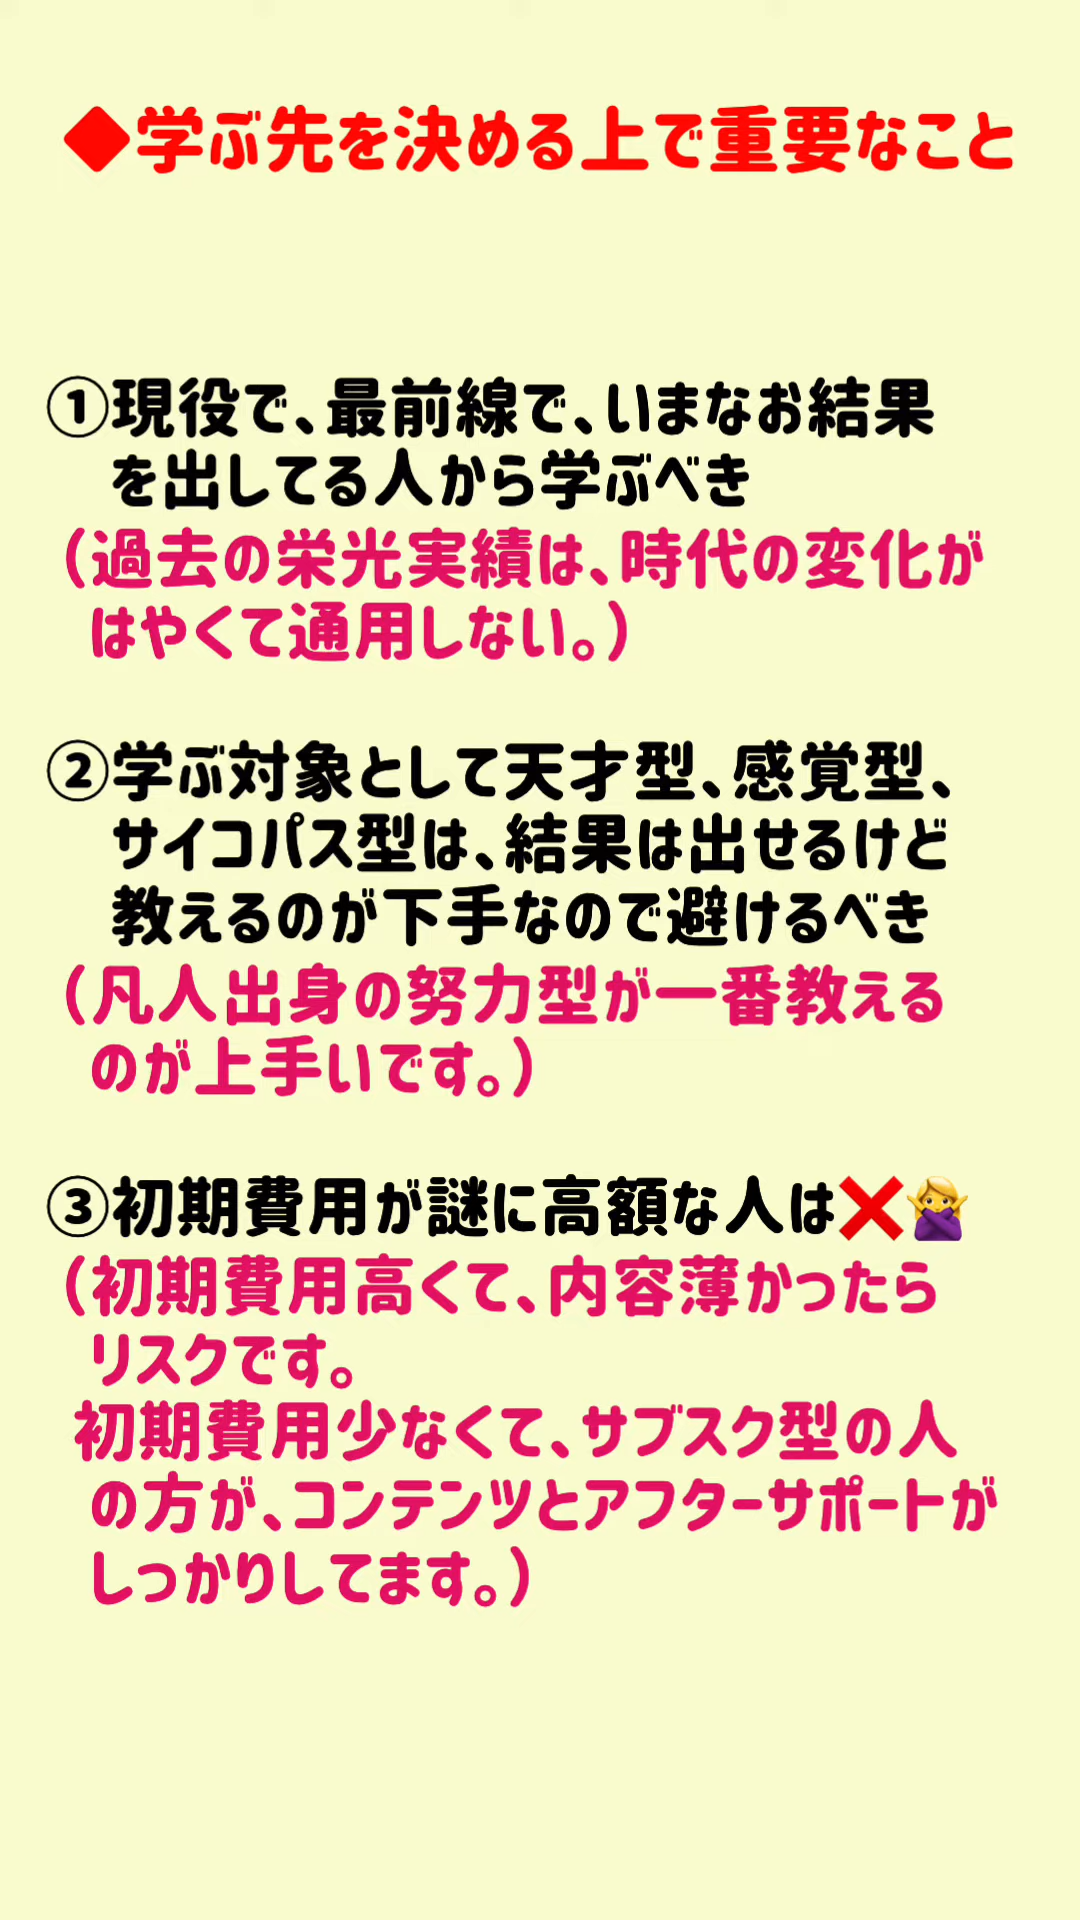 ◆学ぶ先を決める上で重要なこと
①現役で、最前線で、いまなお結果
を出してる人から学ぶべき
(過去の栄光実績は、時代の変化が
はやくて通用しない。)
②学ぶ対象として天才型、感覚型、
サイコパス型は、結果は出せるけど
教えるのが下手なので避けるべき
(凡人出身の努力型が一番教える
のが上手いです。)
③初期費用が謎に高額な人は❌🙅‍♀️
(初期費用高くて、内容薄かったら
リスクです。
初期費用少なくて、サブスク型の人
の方が、コンテンツとアフターサポートが
しっかりしてます。)